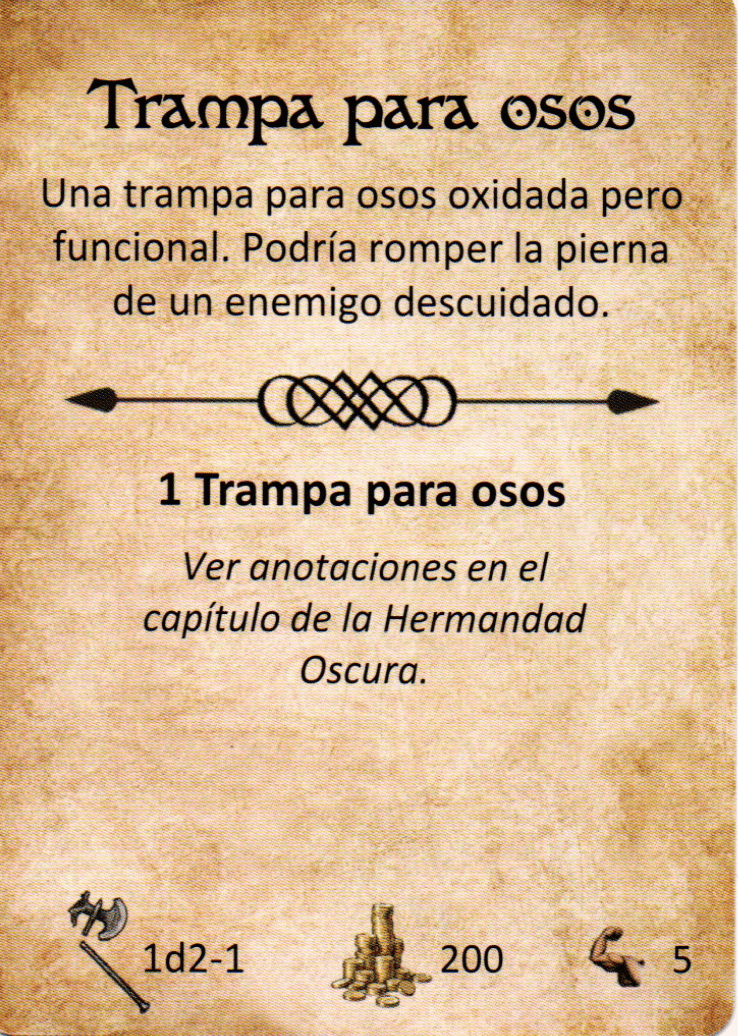 Trampa para osos
Una trampa para osos oxidada pero
funcional. Podría romper la pierna
de un enemigo descuidado.
1 Trampa para osos
Ver anotaciones en el
capítulo de la Hermandad
Oscura.
1d2-1 200 5